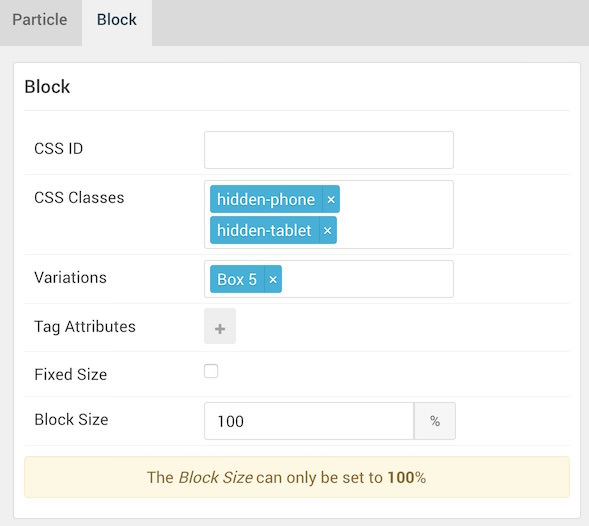 Particle
Block
Block
CSS ID
CSS Classes
hidden-phone ×
hidden-tablet ×
Variations
Box 5 ×
Tag Attributes
+
Fixed Size
Block Size
100
%
The Block Size can only be set to 100%